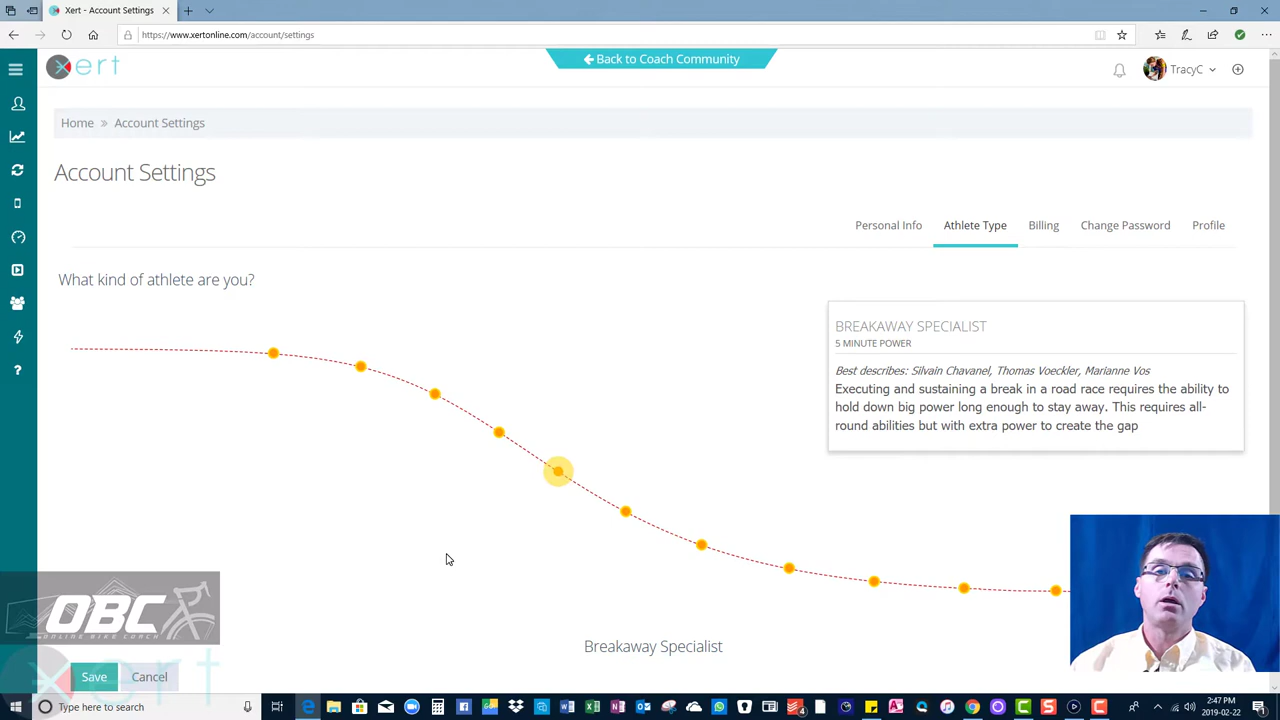 Xert - Account Settings
https://www.xertonline.com/account/settings
Back to Coach Community
xert
TracyC
Home » Account Settings
Account Settings
Personal Info
Athlete Type
Billing
Change Password
Profile
What kind of athlete are you?
BREAKAWAY SPECIALIST
5 MINUTE POWER
Best describes: Silvain Chavanel, Thomas Voeckler, Marianne Vos
Executing and sustaining a break in a road race requires the ability to
hold down big power long enough to stay away. This requires all-
round abilities but with extra power to create the gap
OBC
ONLINE BIKE COACH
Breakaway Specialist
xert
Save
Cancel
Type here to search
2:47 PM
2019-02-22